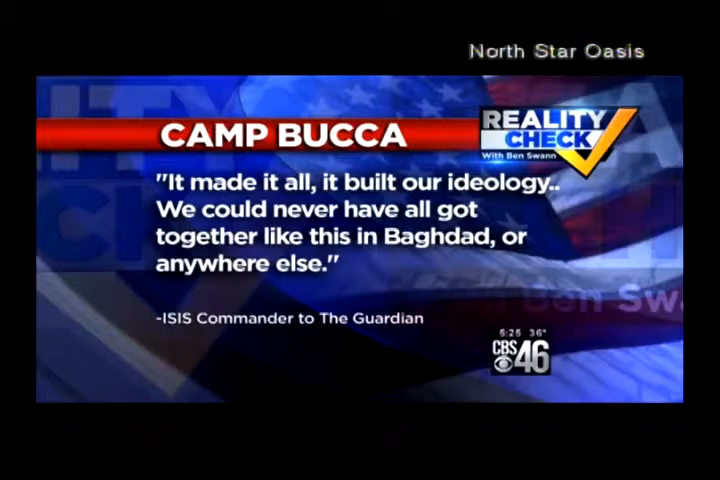 North Star Oasis
CAMP BUCCA
REALITY
CHECK
With Ben Swann
"It made it all, it built our ideology..
We could never have all got
together like this in Baghdad, or
anywhere else."
Ben Sw
-ISIS Commander to The Guardian
5:25 36°
CBS 46